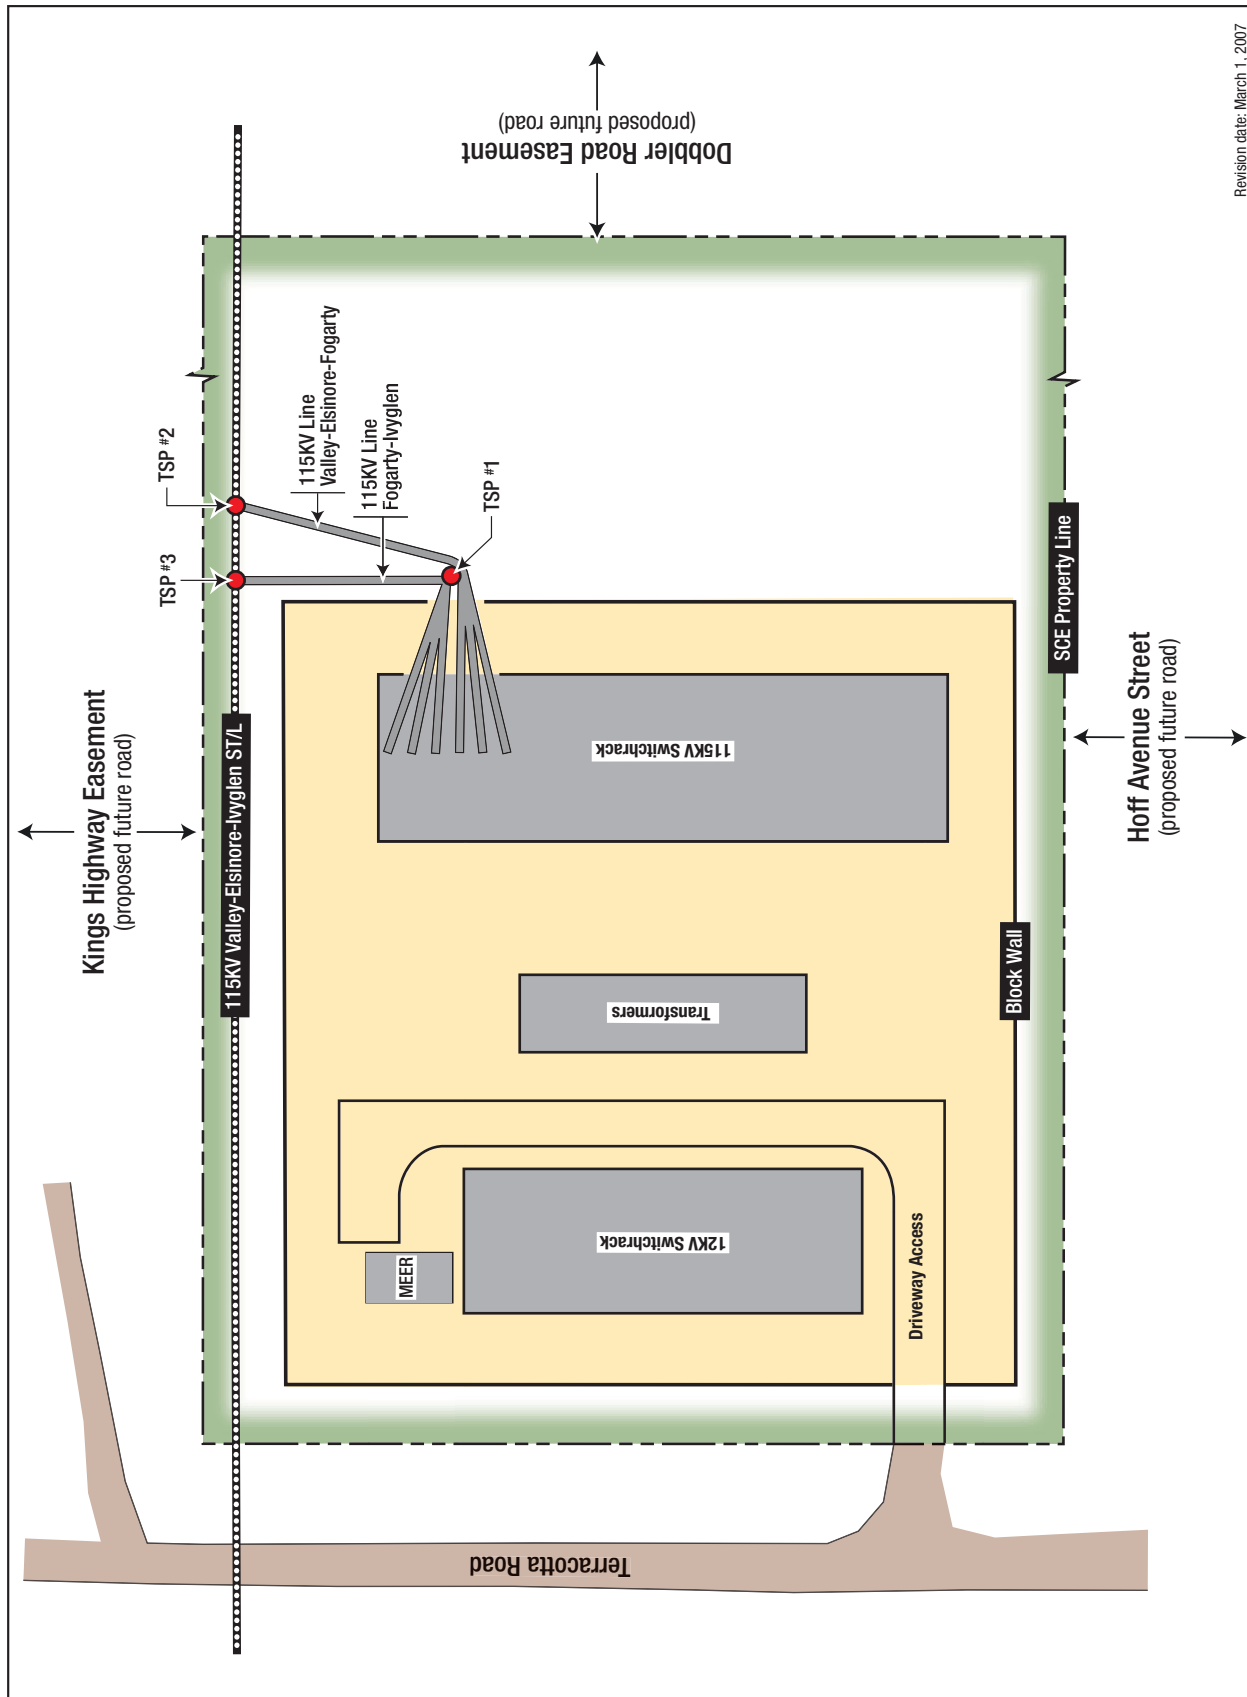 Kings Highway Easement
(proposed future road)
115KV Valley-Elsinore-Ivyglen ST/L
TSP #3
TSP #2
115KV Line
Valley-Elsinore-Fogarty
115KV Line
Fogarty-Ivyglen
TSP #1
Dobbler Road Easement
(proposed future road)
Terracotta Road
MEER
12KV Switchrack
Transformers
115KV Switchrack
Driveway Access
Block Wall
SCE Property Line
Hoff Avenue Street
(proposed future road)
Revision date: March 1, 2007